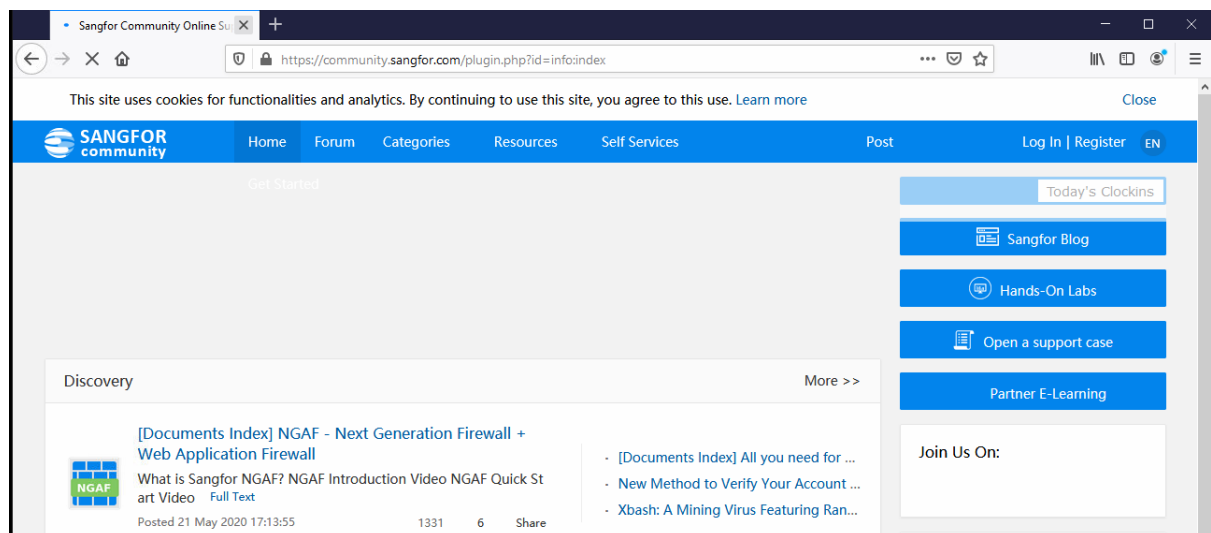 Sangfor Community Online Su
https://community.sangfor.com/plugin.php?id=info:index
This site uses cookies for functionalities and analytics. By continuing to use this site, you agree to this use. Learn more
Close
SANGFOR
community
Home Forum Categories Resources Self Services Post Log In | Register EN
Get Started
Today's Clockins
Sangfor Blog
Hands-On Labs
Open a support case
Partner E-Learning
Join Us On:
Discovery More >>
[Documents Index] NGAF - Next Generation Firewall +
Web Application Firewall
NGAF
What is Sangfor NGAF? NGAF Introduction Video NGAF Quick St
art Video Full Text
Posted 21 May 2020 17:13:55 1331 6 Share
· [Documents Index] All you need for ...
· New Method to Verify Your Account ...
· Xbash: A Mining Virus Featuring Ran...